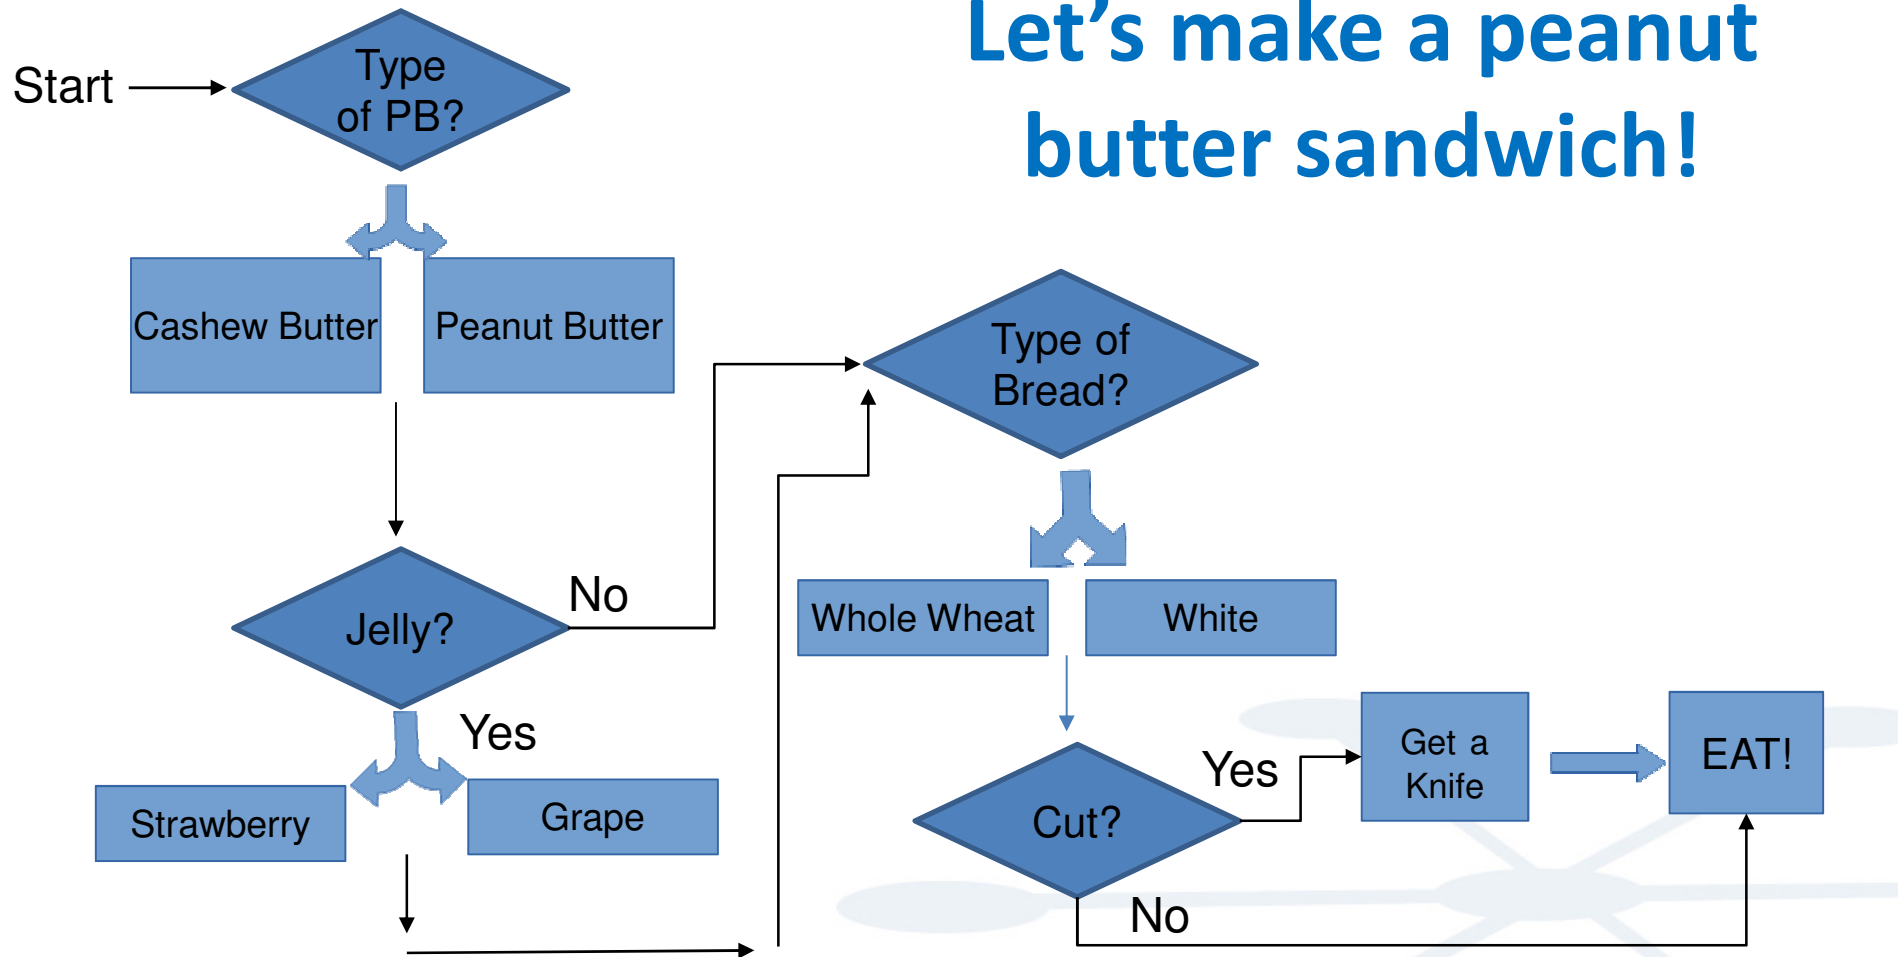 Let's make a peanut
butter sandwich!
Start
Type
of PB?
Cashew Butter
Peanut Butter
Jelly?
No
Yes
Strawberry
Grape
Type of
Bread?
Whole Wheat
White
Cut?
Yes
No
Get a
Knife
EAT!